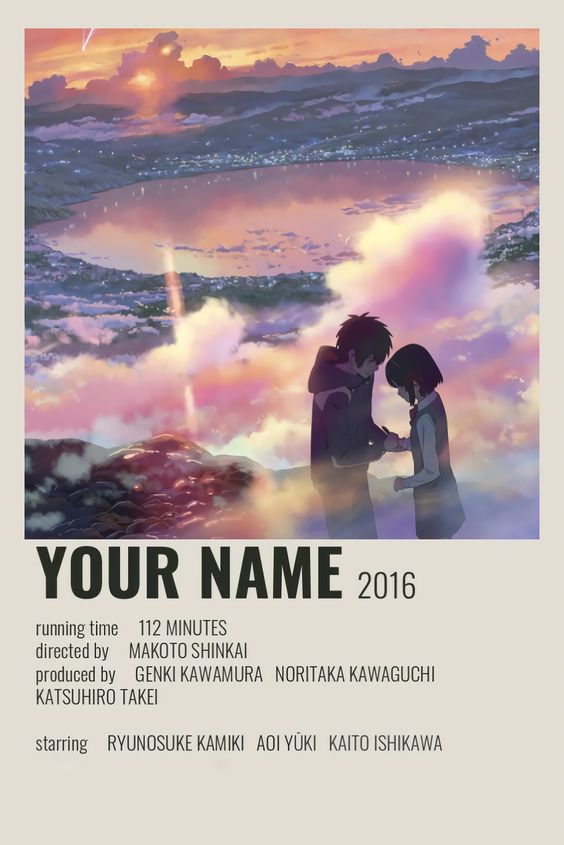 YOUR NAME 2016
running time 112 MINUTES
directed by MAKOTO SHINKAI
produced by GENKI KAWAMURA NORITAKA KAWAGUCHI
KATSUHIRO TAKEI
starring RYUNOSUKE KAMIKI AOI YŪKI KAITO ISHIKAWA